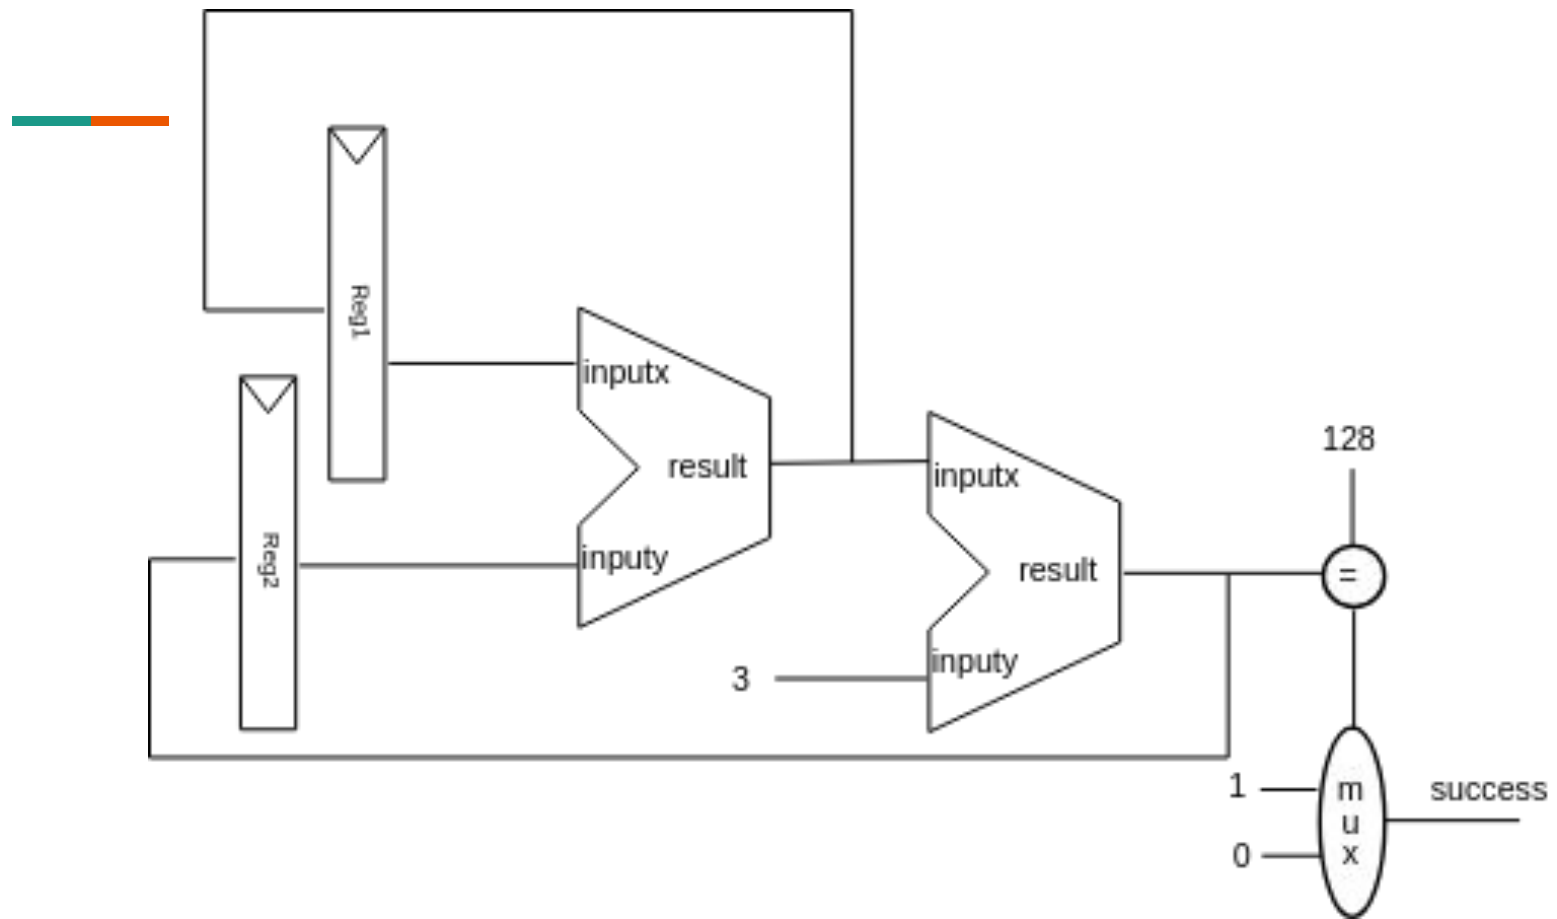 Reg1
inputx
result
inputy
Reg2
inputx
result
inputy
3
128
=
1
0
m
u
x
success